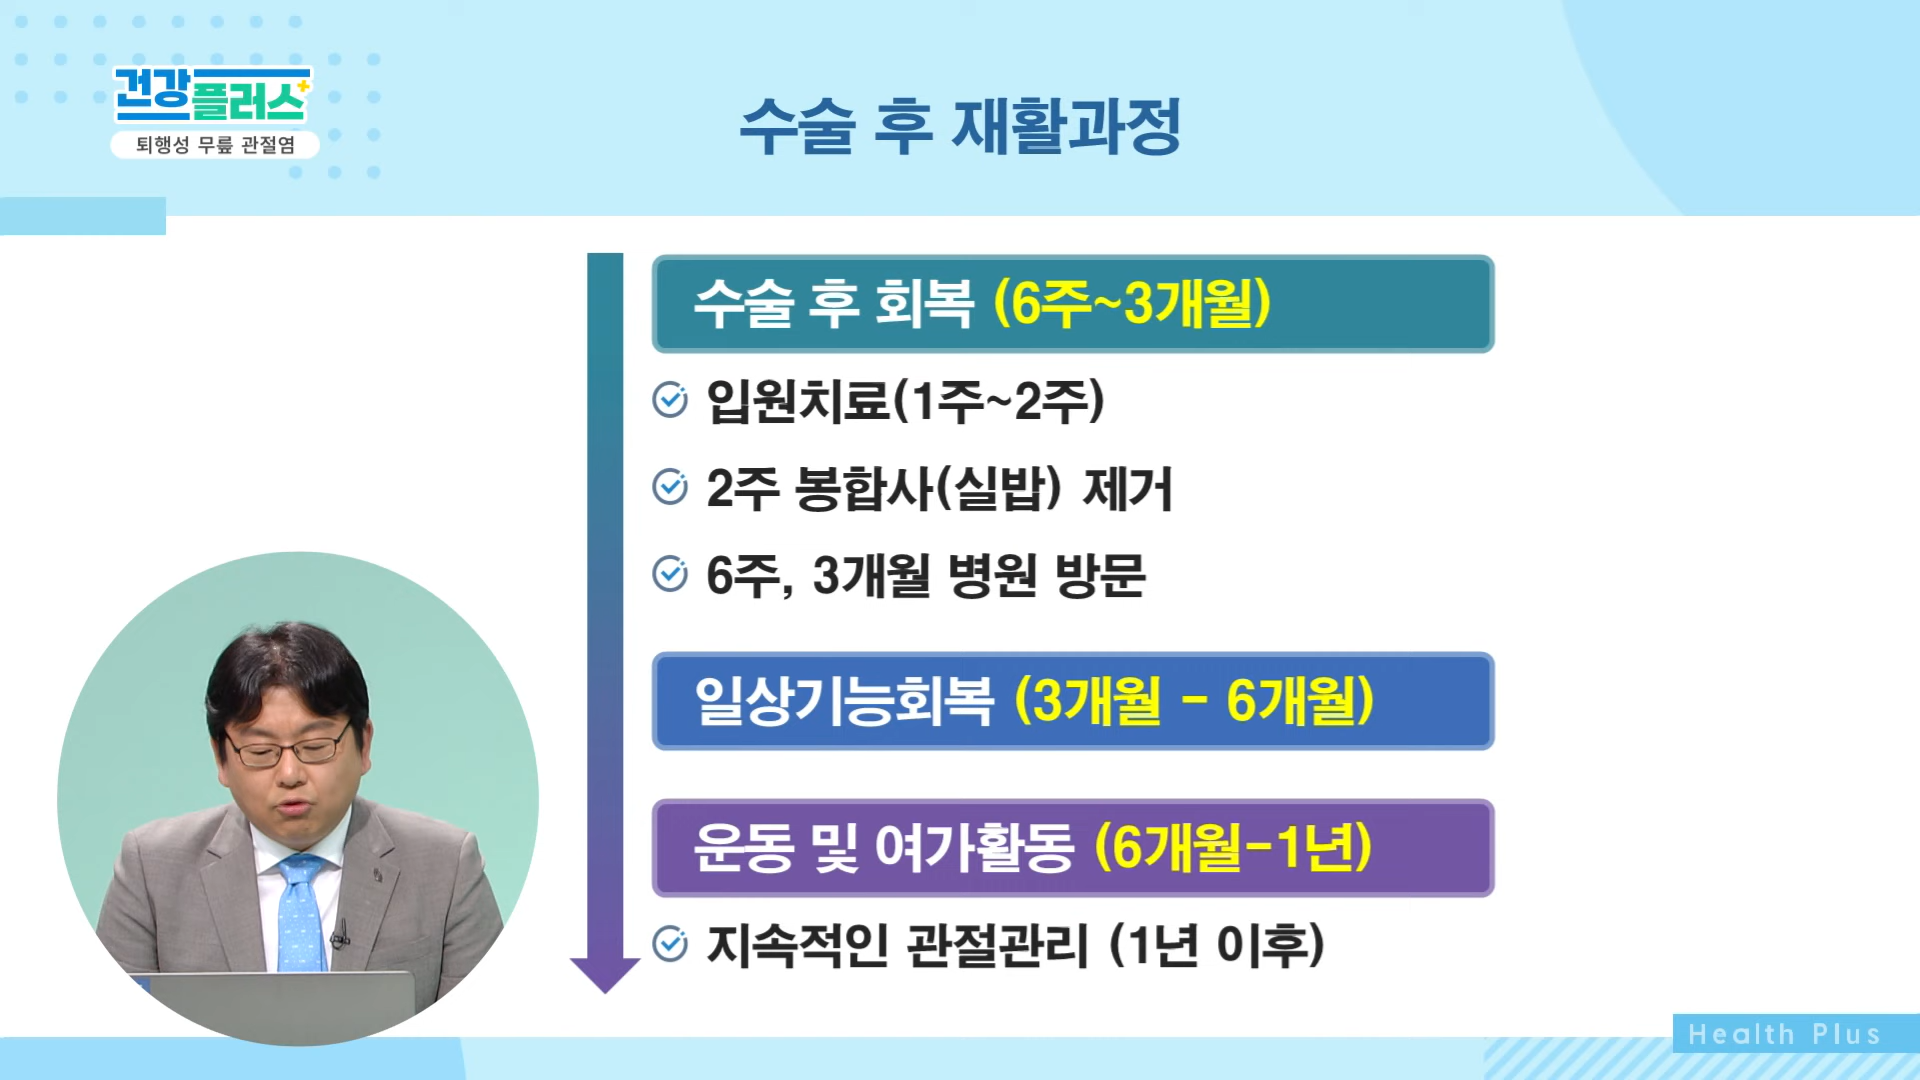 건강플러스+
퇴행성 무릎 관절염
수술 후 재활과정
수술 후 회복 (6주~3개월)
입원치료(1주~2주)
2주 봉합사(실밥) 제거
6주, 3개월 병원 방문
일상기능회복 (3개월 - 6개월)
운동 및 여가활동 (6개월-1년)
지속적인 관절관리 (1년 이후)
Health Plus